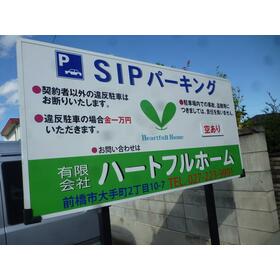 P SIPパーキング
●契約者以外の違反駐車は
お断りいたします。
●違反駐車の場合金一万円
いただきます。
●駐車場内での事故、盗難等に
つきましては、責任を負いません。
Heartfull Home
空あり
●お問い合わせは
有限会社 ハートフルホーム
前橋市大手町2丁目10-7